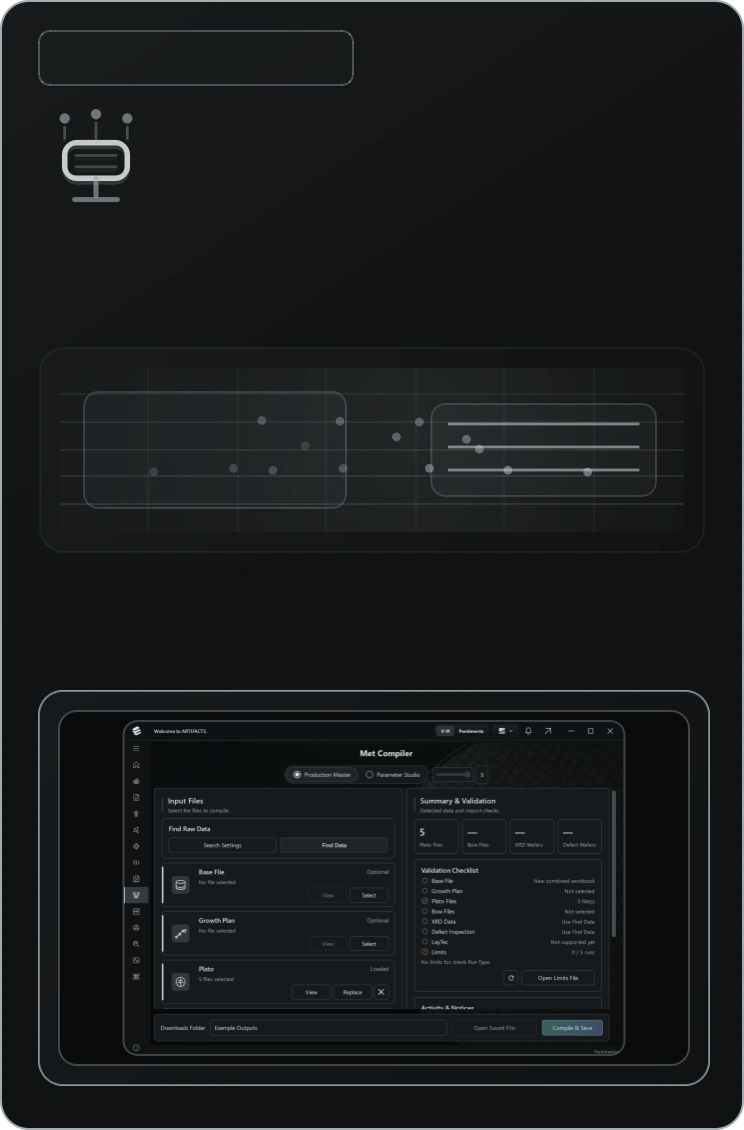 Welcome to ARTIFACTS.
V-W Pentimento
Met Compiler
Production Master Parameter Studio 5
Input Files
Select the files to compile.
Find Raw Data
Search Settings Find Data
Base File Optional
No file selected
View Select
Growth Plan Optional
No file selected
View Select
Plato Loaded
5 files selected
View Replace
Summary & Validation
Detected data and import checks.
5 — — —
Plato Files Bow Files XRD Wafers Defect Wafers
Validation Checklist
Base File New combined workbook
Growth Plan Not selected
Plato Files 5 file(s)
Bow Files Not selected
XRD Data Use Find Data
Defect Inspection Use Find Data
LayTec Not supported yet
Limits 0 / 5 runs
No limits for: blank Run Type.
Open Limits File
Activity & Notices
Downloads Folder Example Outputs Open Saved File Compile & Save
Pentimento